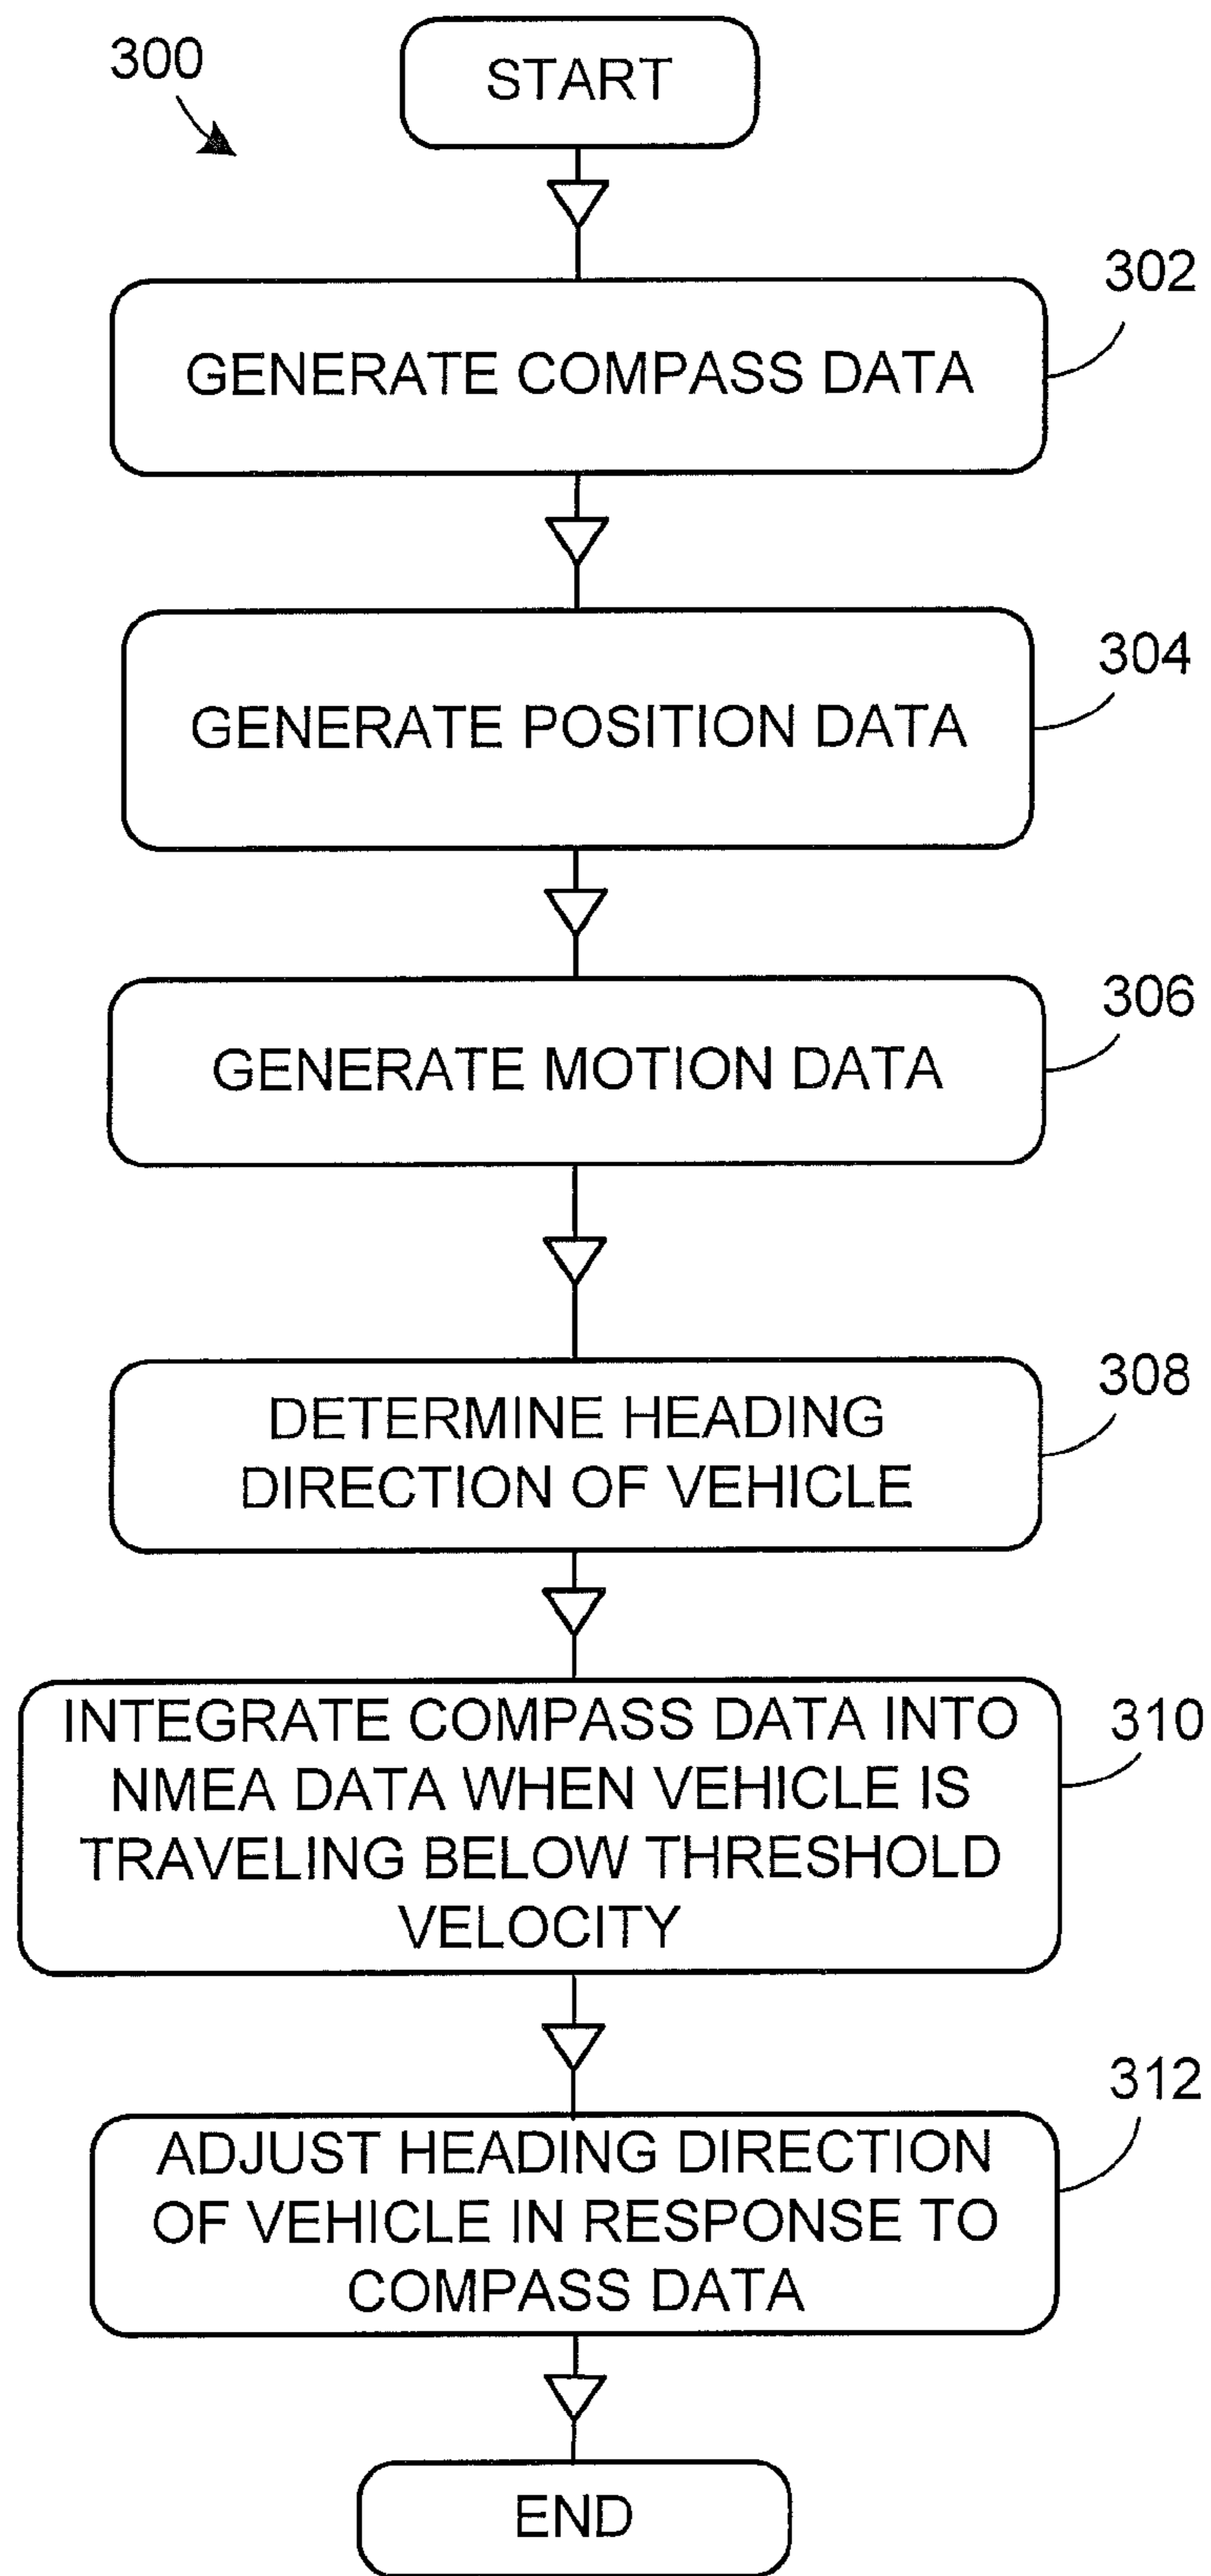 300
START
302
GENERATE COMPASS DATA
304
GENERATE POSITION DATA
306
GENERATE MOTION DATA
308
DETERMINE HEADING
DIRECTION OF VEHICLE
310
INTEGRATE COMPASS DATA INTO
NMEA DATA WHEN VEHICLE IS
TRAVELING BELOW THRESHOLD
VELOCITY
312
ADJUST HEADING DIRECTION
OF VEHICLE IN RESPONSE TO
COMPASS DATA
END